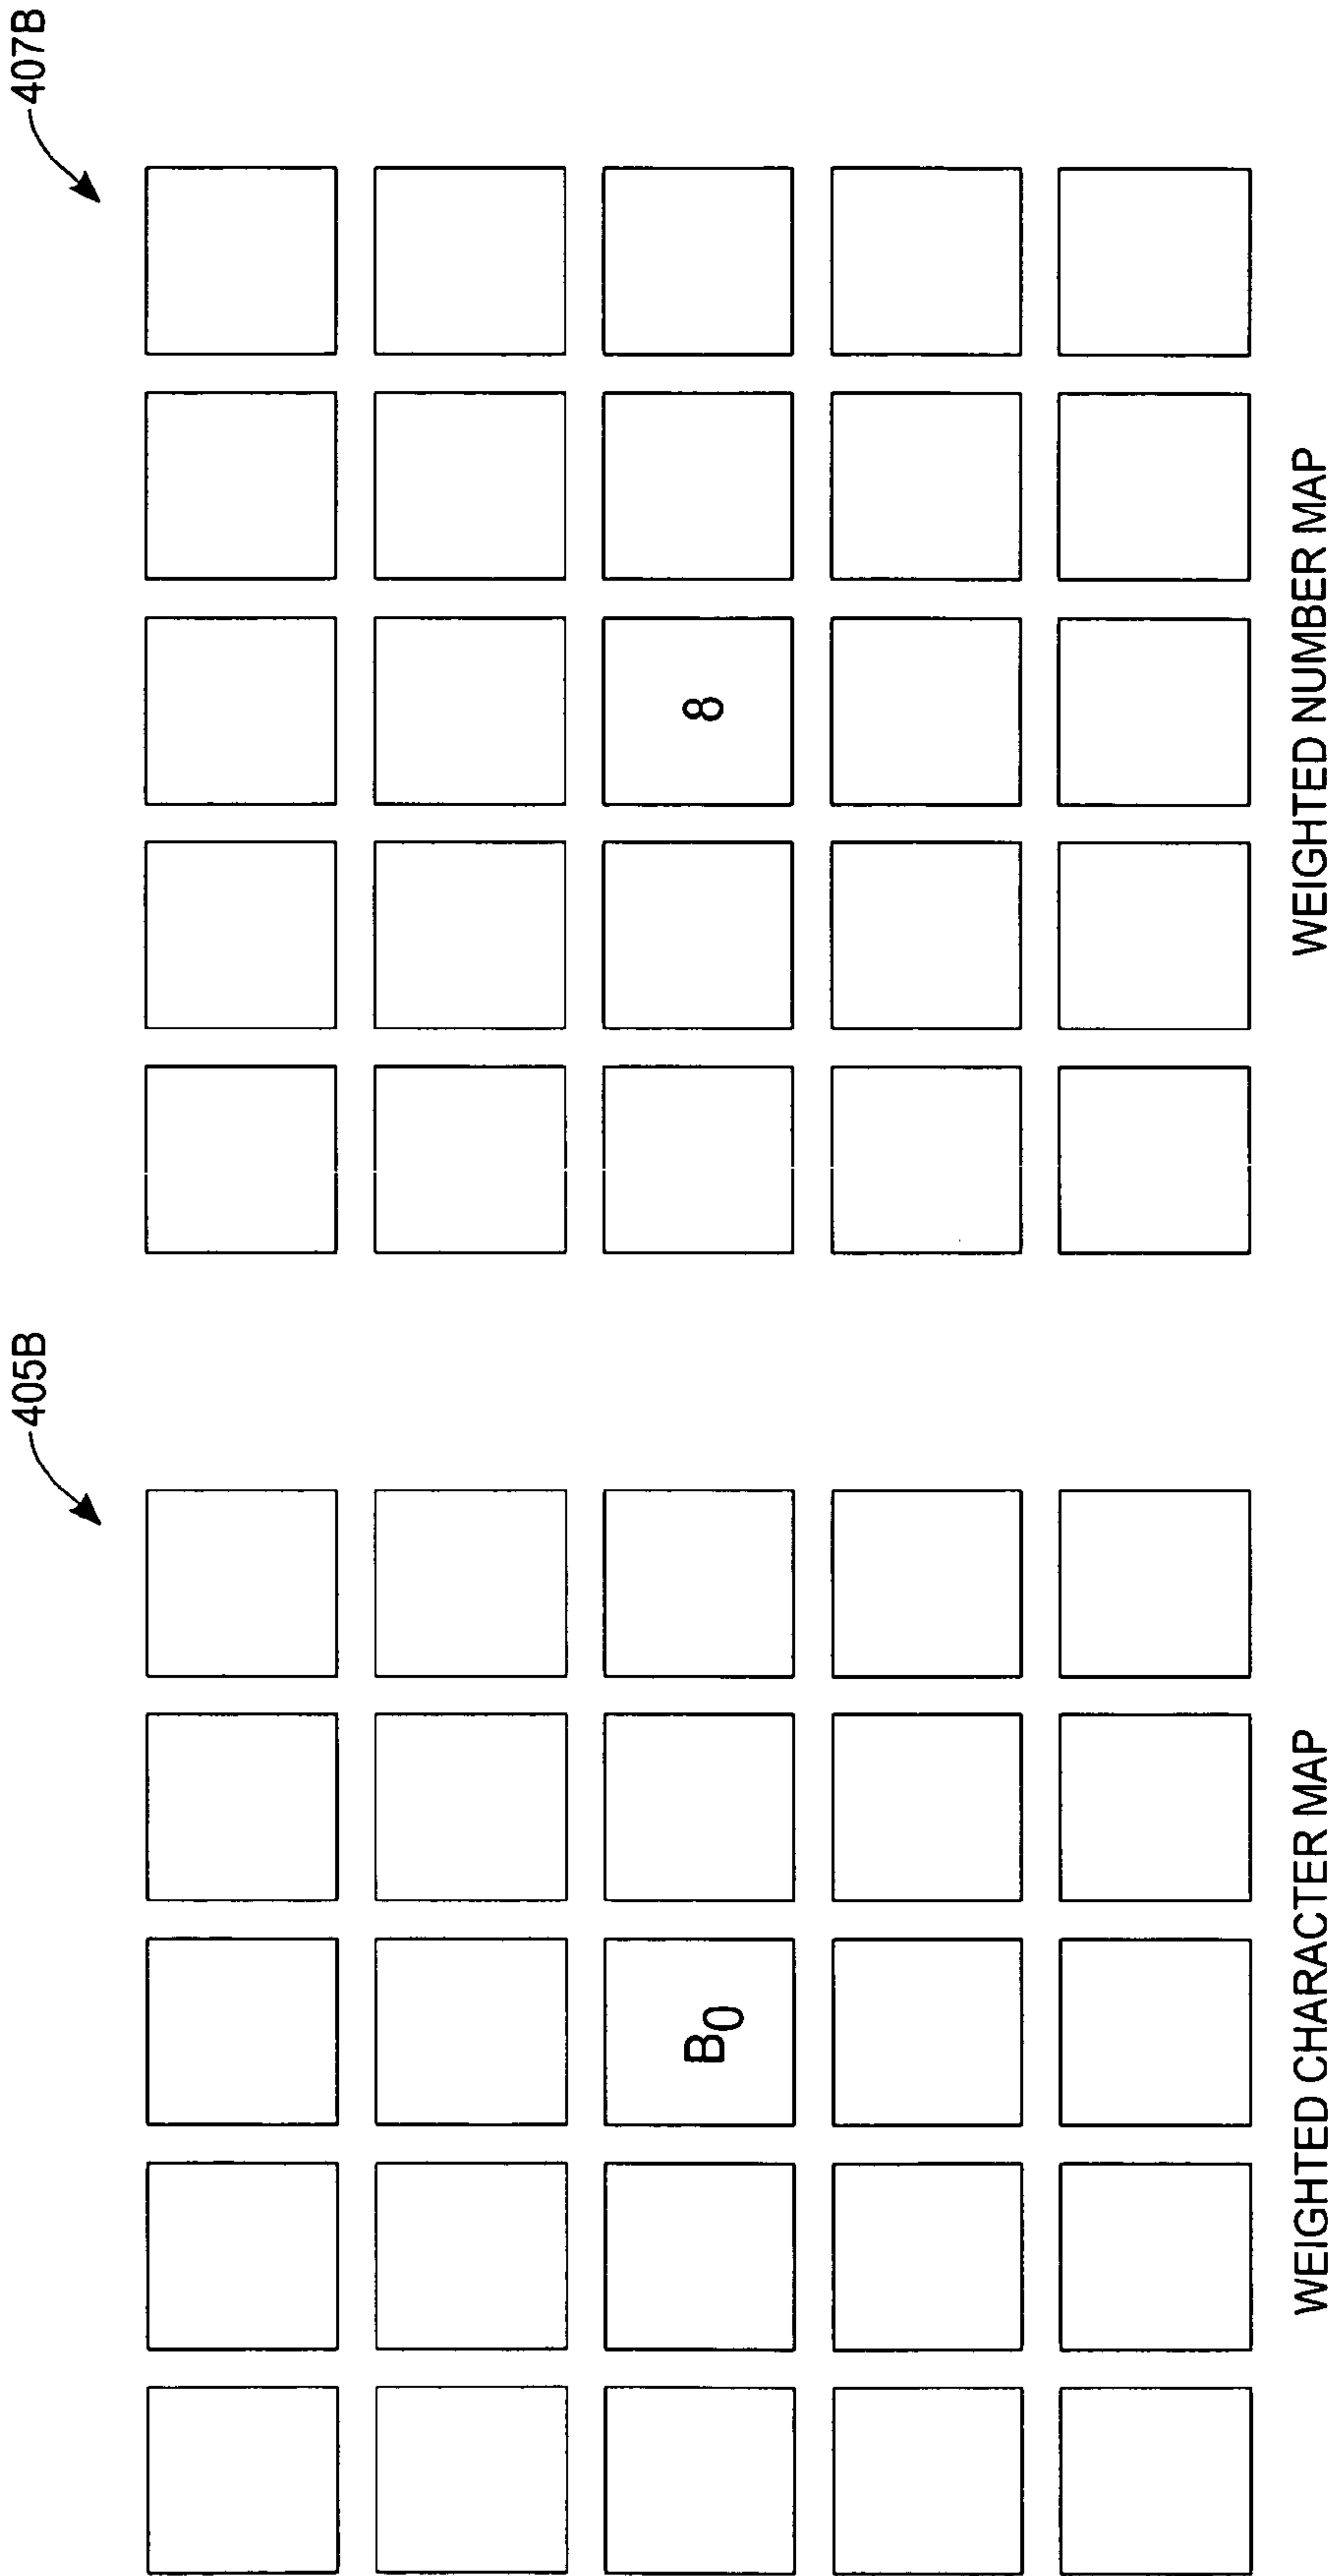 405B
407B
B0
8
WEIGHTED CHARACTER MAP
WEIGHTED NUMBER MAP